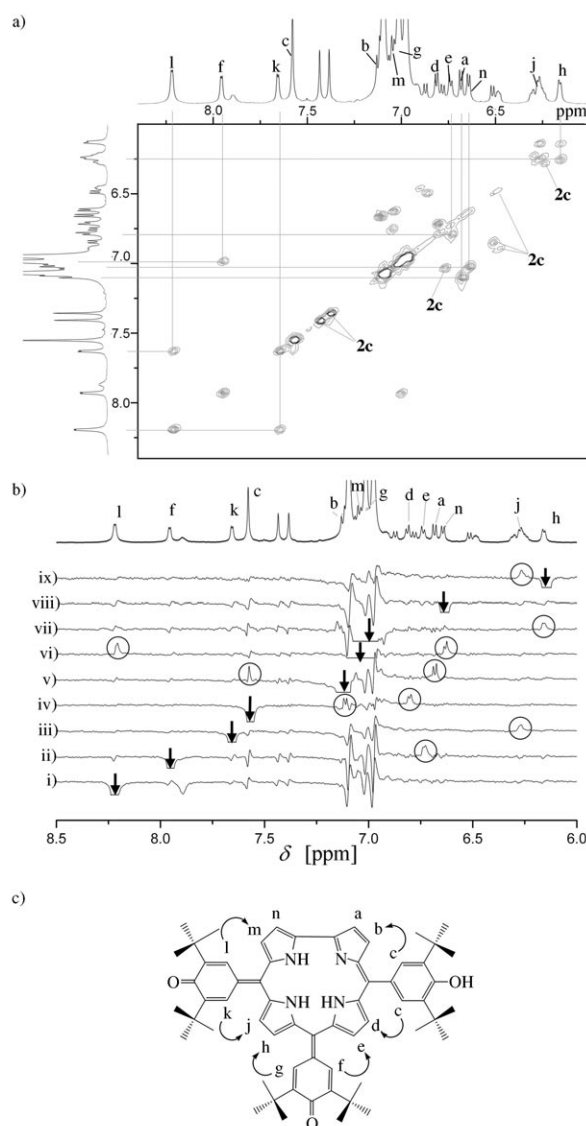 a)
l f k c b m g d e a n j h
8.0 7.5 7.0 6.5 ppm
6.5
2c
7.0
2c
2c
7.5
2c
8.0
b)
l f k c b m g d e a n j h
ix)
viii)
vii)
vi)
v)
iv)
iii)
ii)
i)
8.5 8.0 7.5 7.0 6.5 6.0
δ [ppm]
c)
n a
l m b c
NH N
O OH
NH HN
k j d c
h e
g f
O